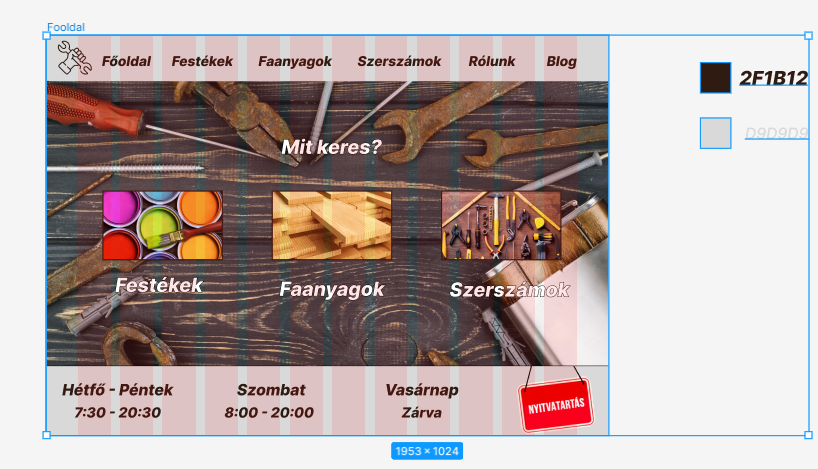 Fooldal
Főoldal Festékek Faanyagok Szerszámok Rólunk Blog
2F1B12
D9D9D9
Mit keres?
Festékek Faanyagok Szerszámok
Hétfő - Péntek Szombat Vasárnap
7:30 - 20:30 8:00 - 20:00 Zárva
NYITVATARTÁS
1953 × 1024